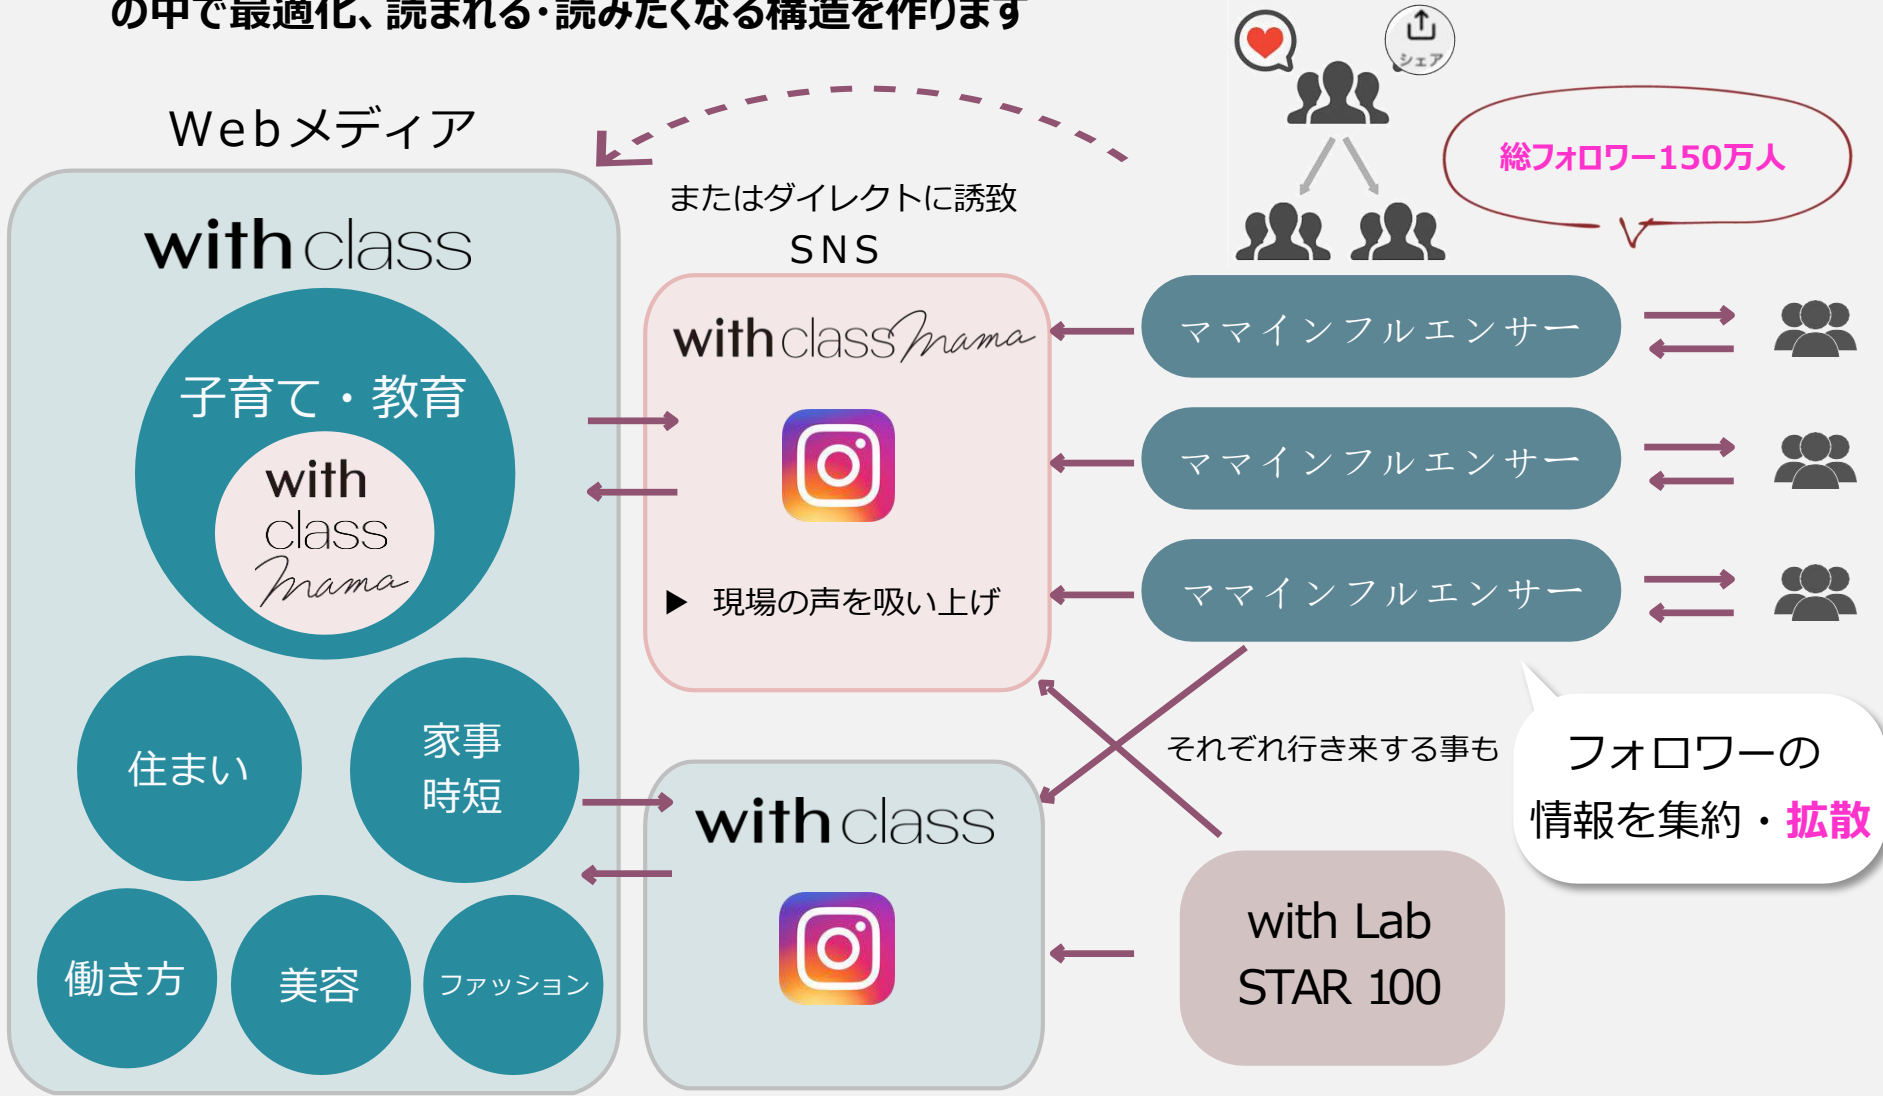 の中で最適化、読まれる・読みたくなる構造を作ります
シェア
Webメディア
総フォロワー150万人
またはダイレクトに誘致
SNS
with class
子育て・教育
with
class
mama
住まい
家事
時短
働き方
美容
ファッション
with class mama
▶ 現場の声を吸い上げ
with class
ママインフルエンサー
ママインフルエンサー
ママインフルエンサー
それぞれ行き来する事も
フォロワーの
情報を集約・拡散
with Lab
STAR 100